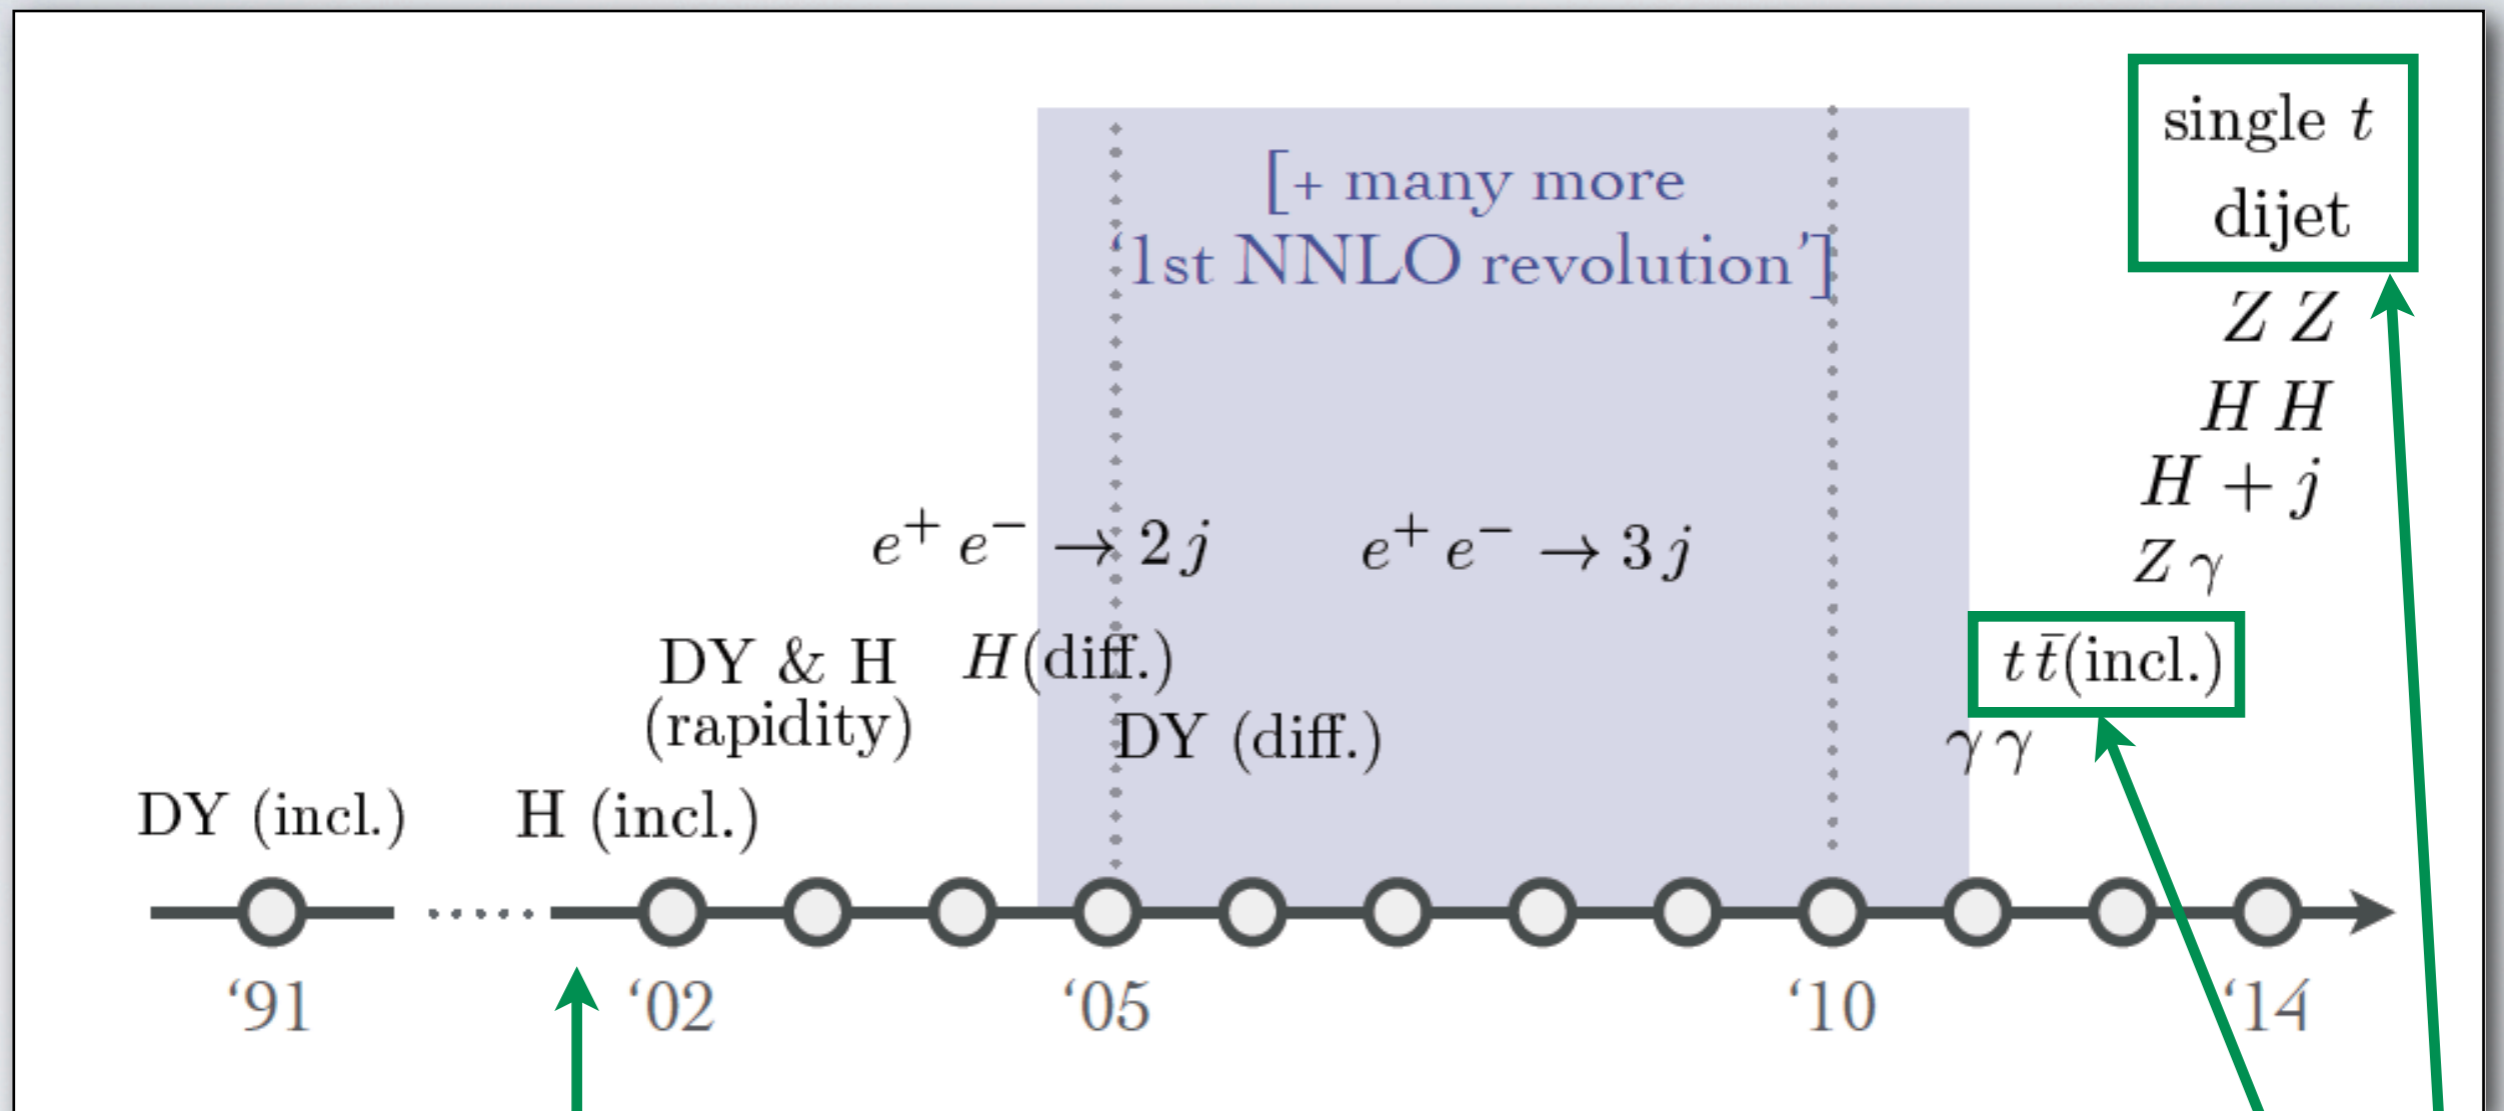 single t
dijet
[+ many more
‘1st NNLO revolution’]
Z Z
H H
H + j
e⁺ e⁻ → 2 j
e⁺ e⁻ → 3 j
Z γ
DY & H
(rapidity)
H(diff.)
t t̄(incl.)
DY (diff.)
γ γ
DY (incl.)
H (incl.)
‘91
‘02
‘05
‘10
‘14